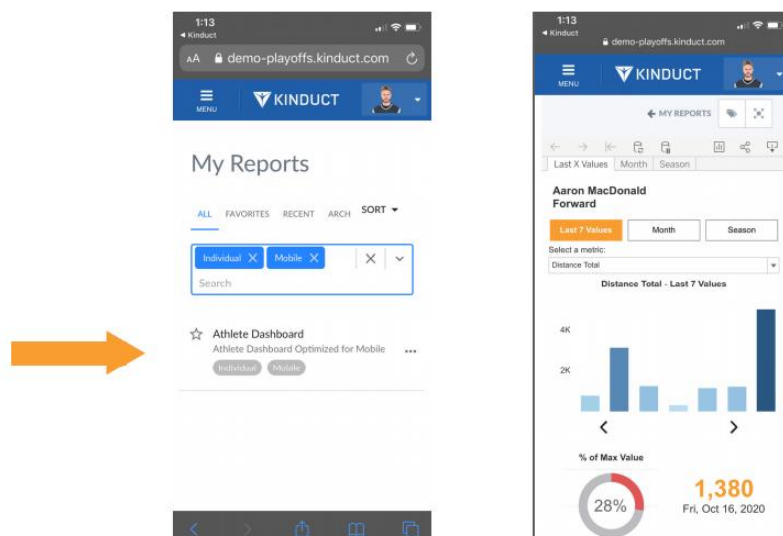 1:13
◀ Kinduct
AA demo-playoffs.kinduct.com
MENU
KINDUCT
My Reports
ALL FAVORITES RECENT ARCH SORT
Individual X Mobile X
Search
Athlete Dashboard
Athlete Dashboard Optimized for Mobile
Individual Mobile
1:13
◀ Kinduct
demo-playoffs.kinduct.com
MENU
KINDUCT
MY REPORTS
Last X Values Month Season
Aaron MacDonald
Forward
Last 7 Values Month Season
Select a metric:
Distance Total
Distance Total - Last 7 Values
4K
2K
% of Max Value
28%
1,380
Fri, Oct 16, 2020